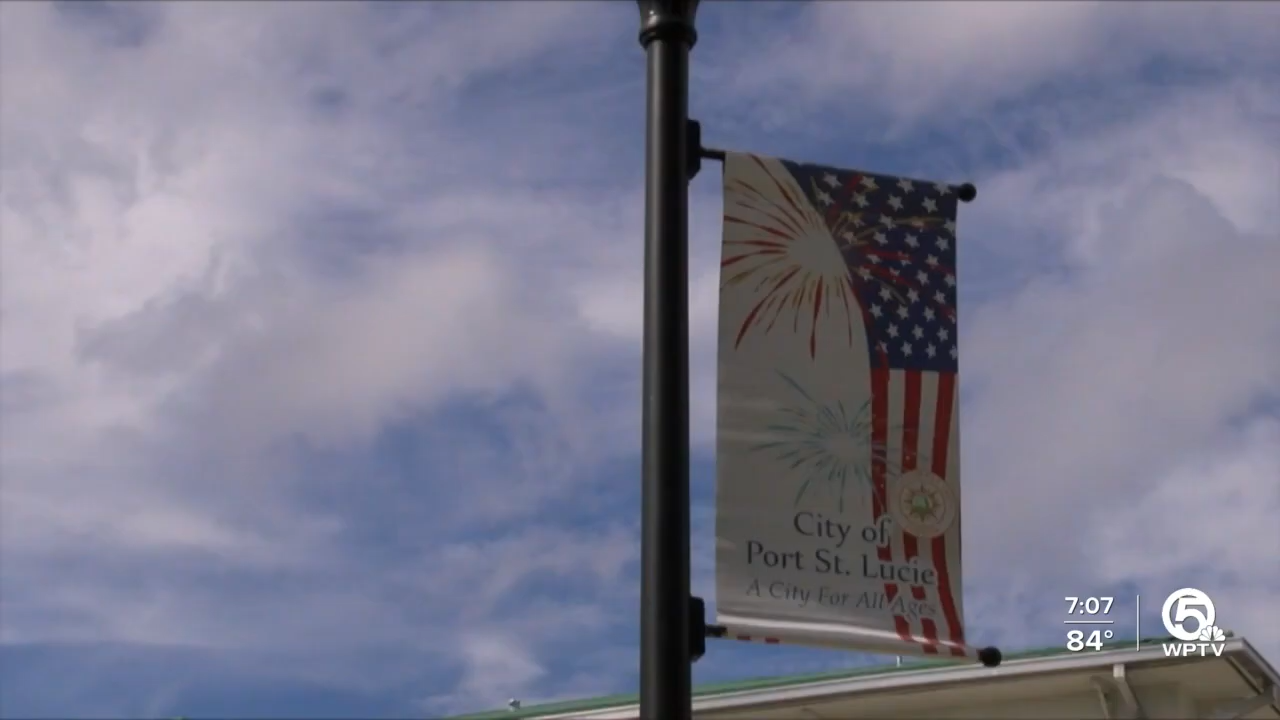 City of
Port St. Lucie
A City For All Ages
7:07
84°
5
WPTV